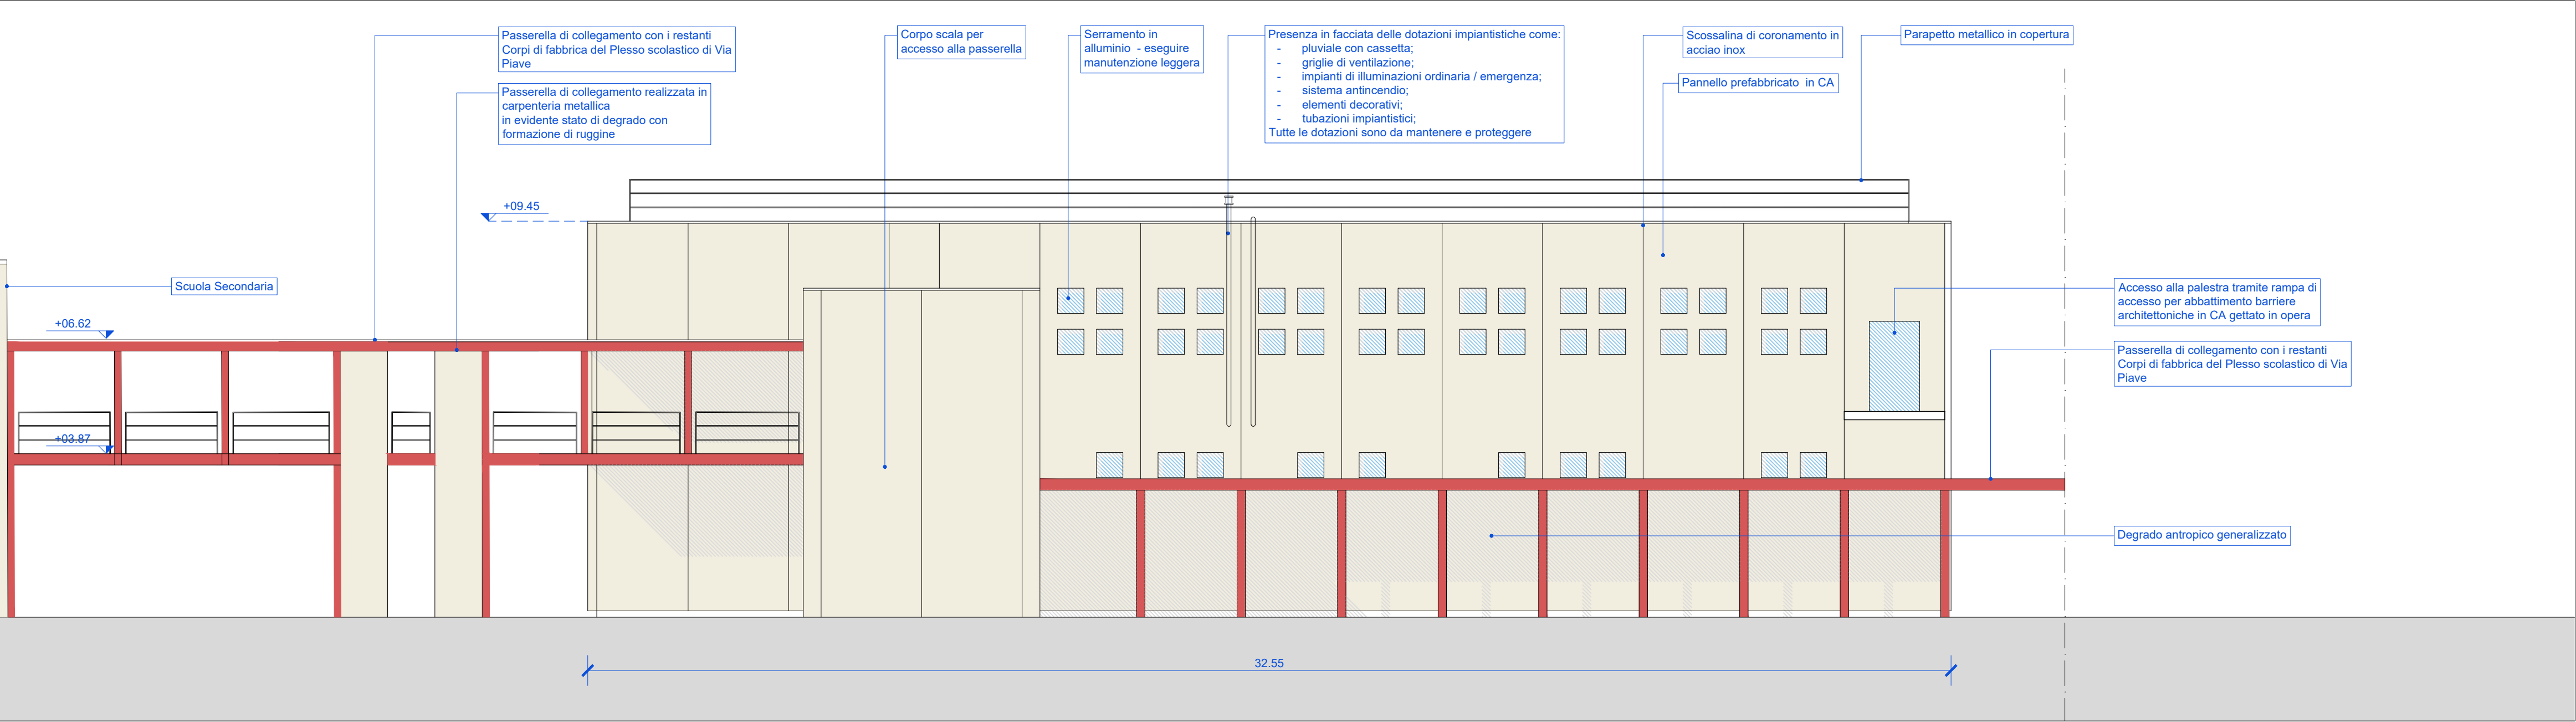 Passerella di collegamento con i restanti
Corpi di fabbrica del Plesso scolastico di Via
Piave
Passerella di collegamento realizzata in
carpenteria metallica
in evidente stato di degrado con
formazione di ruggine
Corpo scala per
accesso alla passerella
Serramento in
alluminio  - eseguire
manutenzione leggera
Presenza in facciata delle dotazioni impiantistiche come:
- pluviale con cassetta;
- griglie di ventilazione;
- impianti di illuminazioni ordinaria / emergenza;
- sistema antincendio;
- elementi decorativi;
- tubazioni impiantistici;
Tutte le dotazioni sono da mantenere e proteggere
Scossalina di coronamento in
acciao inox
Pannello prefabbricato  in CA
Parapetto metallico in copertura
+09.45
Scuola Secondaria
+06.62
+03.87
Accesso alla palestra tramite rampa di
accesso per abbattimento barriere
architettoniche in CA gettato in opera
Passerella di collegamento con i restanti
Corpi di fabbrica del Plesso scolastico di Via
Piave
Degrado antropico generalizzato
32.55